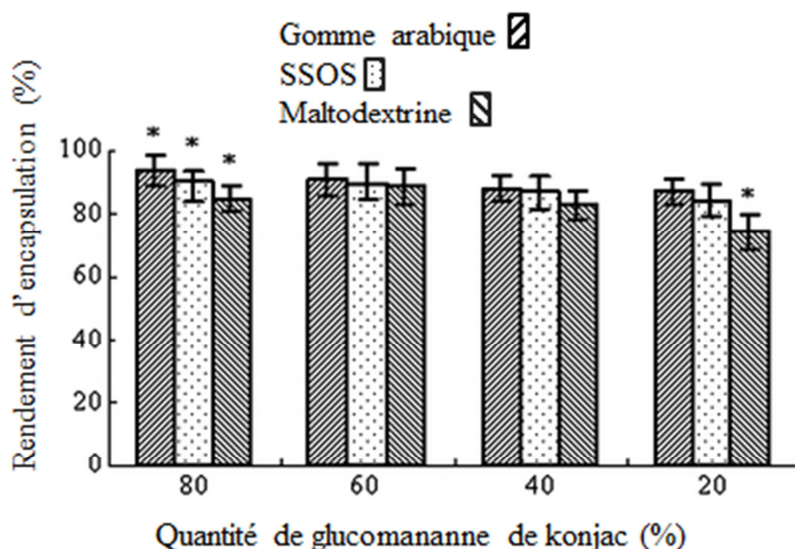 Gomme arabique
SSOS
Maltodextrine
Rendement d'encapsulation (%)
100
80
60
40
20
0
* * * *
80 60 40 20
Quantité de glucomananne de konjac (%)